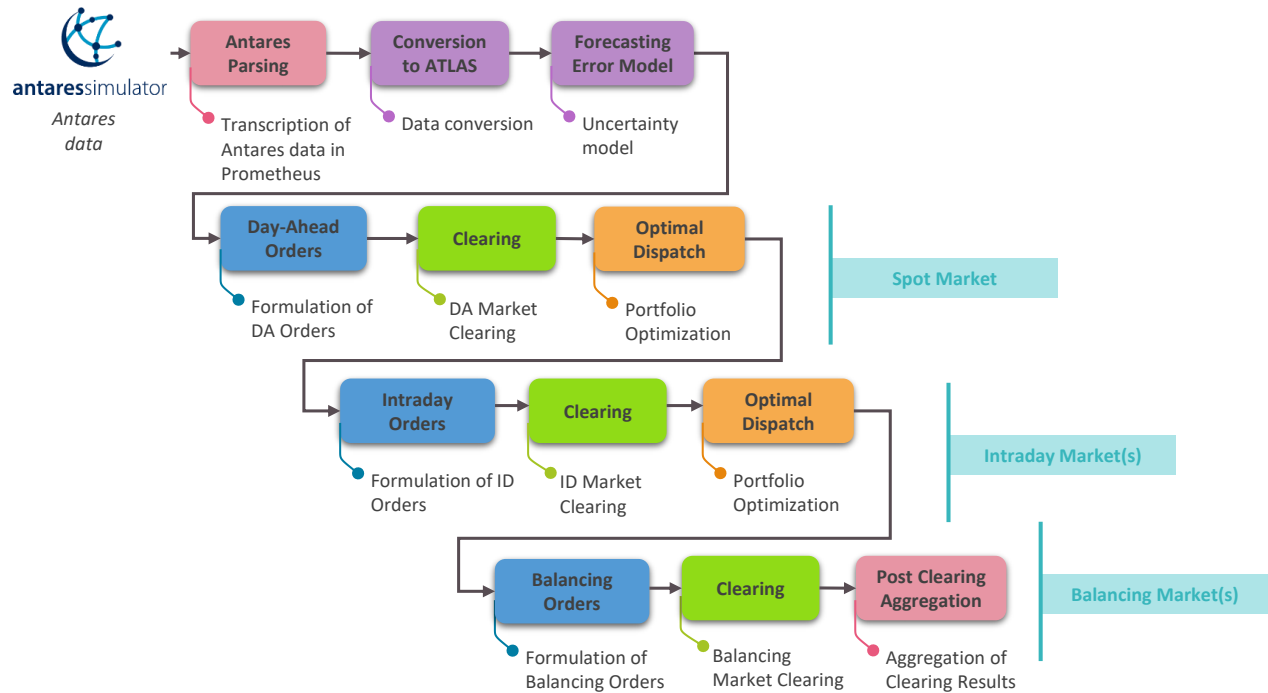 antaressimulator
Antares
data
Antares
Parsing
Conversion
to ATLAS
Forecasting
Error Model
Transcription of
Antares data in
Prometheus
Data conversion
Uncertainty
model
Day-Ahead
Orders
Clearing
Optimal
Dispatch
Spot Market
Formulation of
DA Orders
DA Market
Clearing
Portfolio
Optimization
Intraday
Orders
Clearing
Optimal
Dispatch
Intraday Market(s)
Formulation of ID
Orders
ID Market
Clearing
Portfolio
Optimization
Balancing
Orders
Clearing
Post Clearing
Aggregation
Balancing Market(s)
Formulation of
Balancing Orders
Balancing
Market Clearing
Aggregation of
Clearing Results